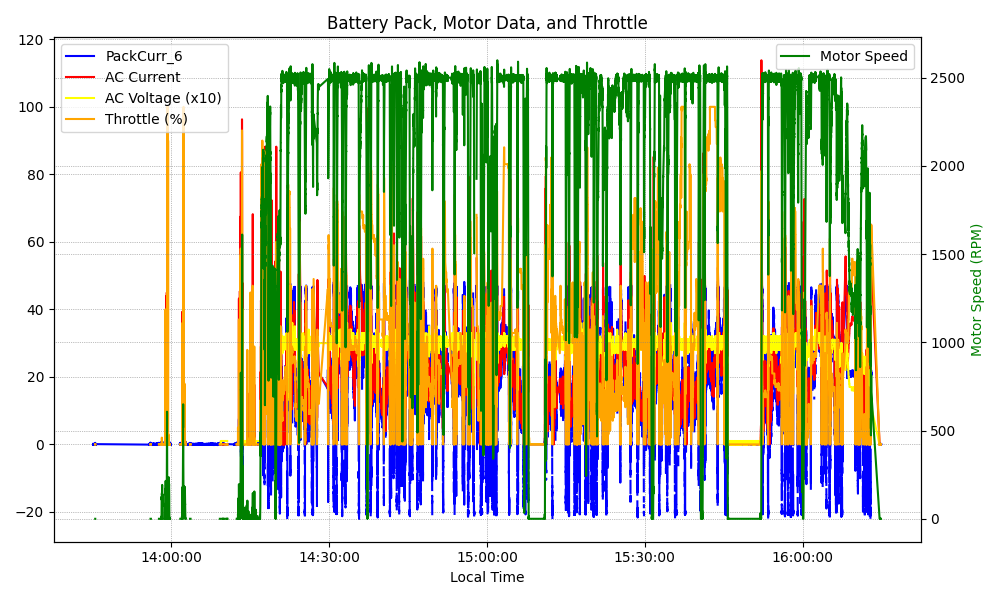 Battery Pack, Motor Data, and Throttle
PackCurr_6
AC Current
AC Voltage (x10)
Throttle (%)
Motor Speed
120
100
80
60
40
20
0
−20
2500
2000
1500
1000
500
0
Motor Speed (RPM)
14:00:00
14:30:00
15:00:00
15:30:00
16:00:00
Local Time